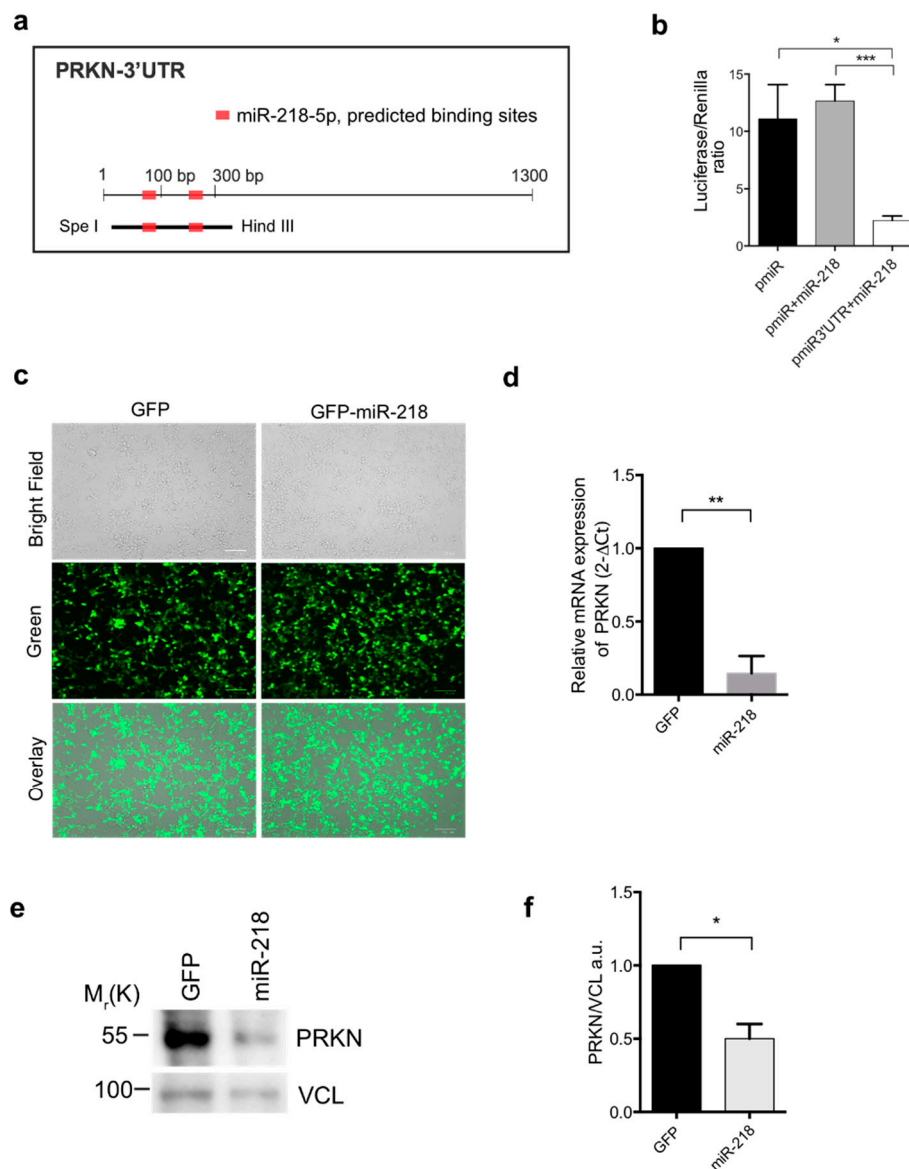 a
PRKN-3'UTR
miR-218-5p, predicted binding sites
1 100 bp 300 bp 1300
Spe I Hind III
b
* 
***
Luciferase/Renilla
ratio
15
10
5
0
pmiR
pmiR+miR-218
pmiR3'UTR+miR-218
c
GFP GFP-miR-218
Bright Field
Green
Overlay
d
Relative mRNA expression
of PRKN (2-ΔCt)
1.5
1.0
0.5
0.0
**
GFP
miR-218
e
GFP
miR-218
Mr(K)
55 PRKN
100 VCL
f
PRKN/VCL a.u.
1.5
1.0
0.5
0.0
*
GFP
miR-218